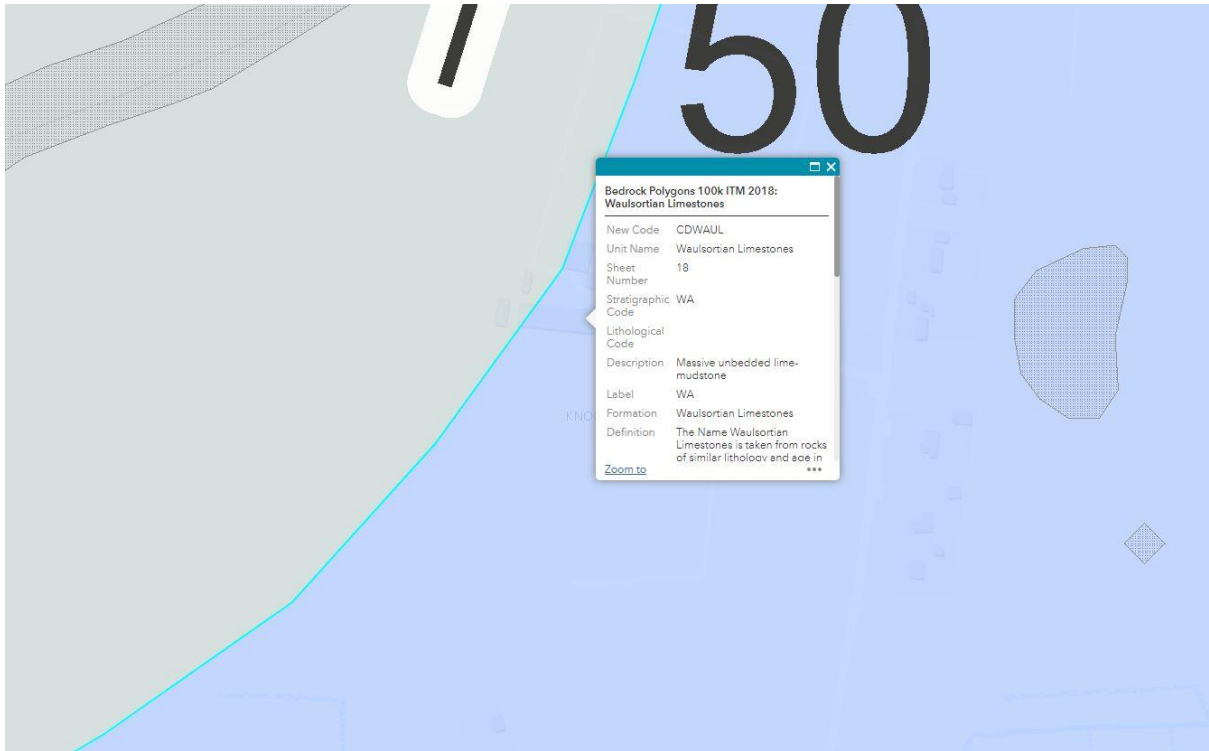 50
Bedrock Polygons 100k ITM 2018:
Waulsortian Limestones
New Code CDWAUL
Unit Name Waulsortian Limestones
Sheet 18
Number
Stratigraphic WA
Code
Lithological
Code
Description Massive unbedded lime-
mudstone
Label WA
KNO
Formation Waulsortian Limestones
Definition The Name Waulsortian
Limestones is taken from rocks
of similar lithology and age in
Zoom to